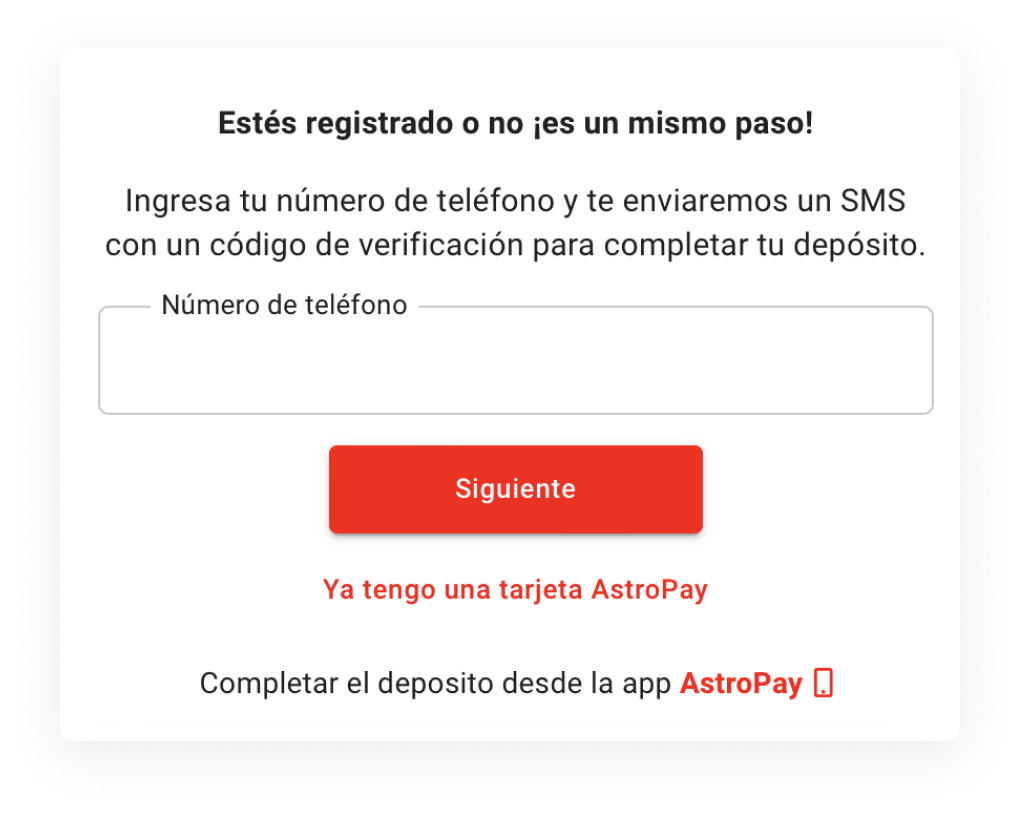 Estés registrado o no ¡es un mismo paso!
Ingresa tu número de teléfono y te enviaremos un SMS
con un código de verificación para completar tu depósito.
Número de teléfono
Siguiente
Ya tengo una tarjeta AstroPay
Completar el deposito desde la app AstroPay